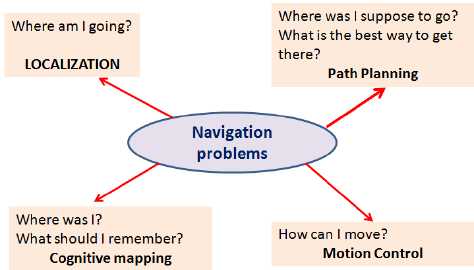 Where am I going?
LOCALIZATION
Where was I suppose to go?
What is the best way to get
there?
Path Planning
Navigation
problems
Where was I?
What should I remember?
Cognitive mapping
How can I move?
Motion Control